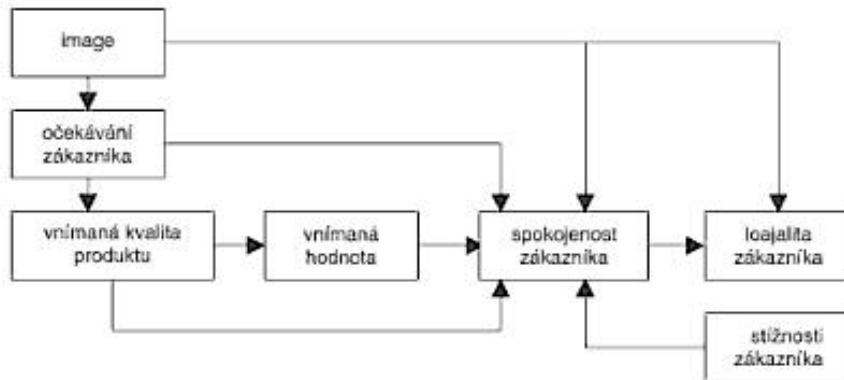 image
očekávání
zákazníka
vnímaná kvalita
produktu
vnímaná
hodnota
spokojenost
zákazníka
loajalita
zákazníka
stížnosti
zákazníka